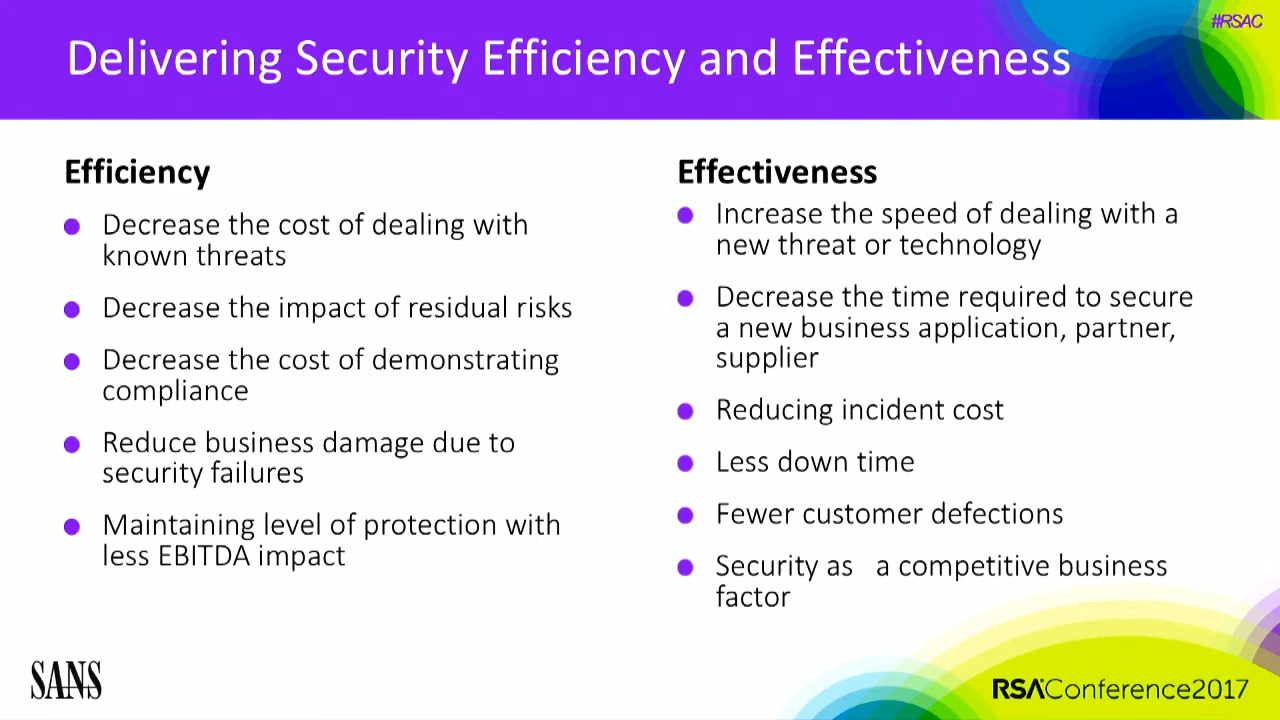 #RSAC
Delivering Security Efficiency and Effectiveness
Efficiency
Decrease the cost of dealing with
known threats
Decrease the impact of residual risks
Decrease the cost of demonstrating
compliance
Reduce business damage due to
security failures
Maintaining level of protection with
less EBITDA impact
Effectiveness
Increase the speed of dealing with a
new threat or technology
Decrease the time required to secure
a new business application, partner,
supplier
Reducing incident cost
Less down time
Fewer customer defections
Security as   a competitive business
factor
SANS
RSAConference2017